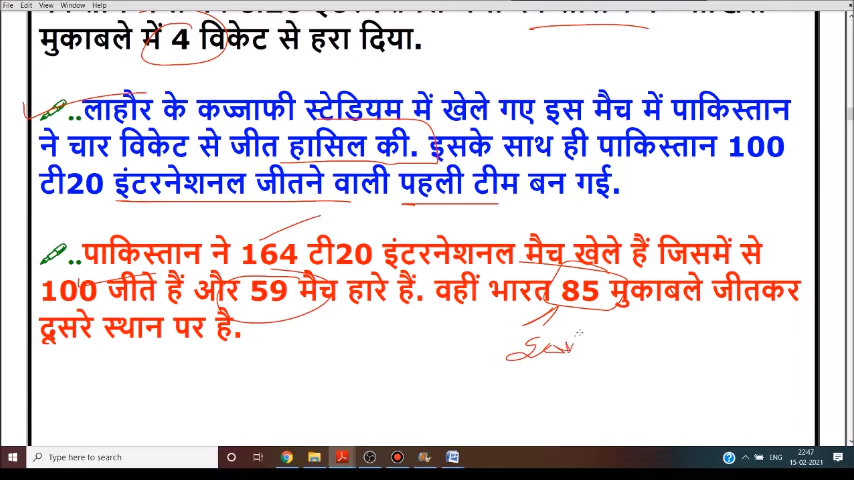 File Edit View Window Help
मुकाबले में 4 विकेट से हरा दिया.
..लाहौर के कज्जाफी स्टेडियम में खेले गए इस मैच में पाकिस्तान
ने चार विकेट से जीत हासिल की. इसके साथ ही पाकिस्तान 100
टी20 इंटरनेशनल जीतने वाली पहली टीम बन गई.
..पाकिस्तान ने 164 टी20 इंटरनेशनल मैच खेले हैं जिसमें से
100 जीते हैं और 59 मैच हारे हैं. वहीं भारत 85 मुकाबले जीतकर
दूसरे स्थान पर है.
Type here to search
ENG
22:47
15-02-2021